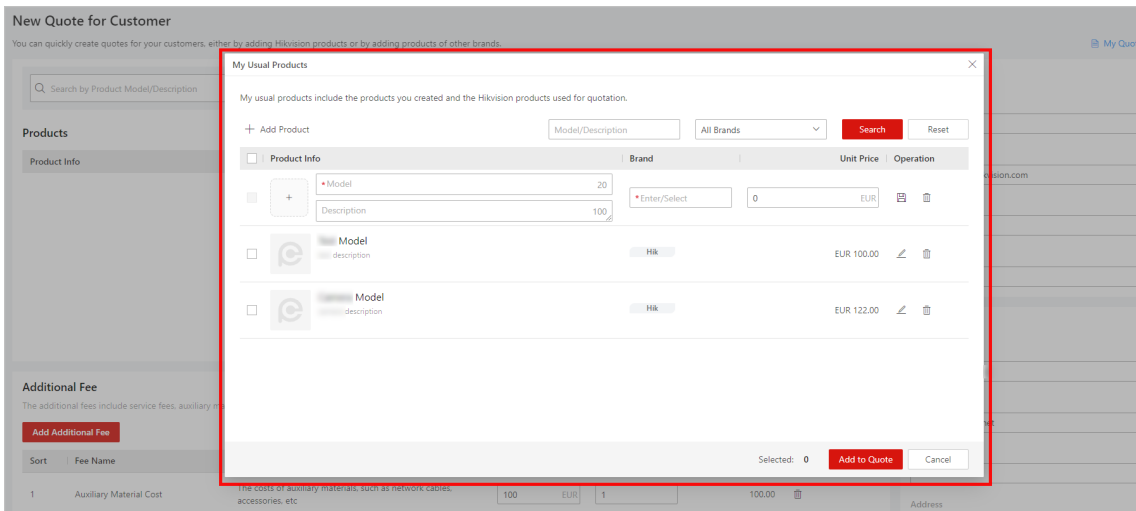 New Quote for Customer
You can quickly create quotes for your customers, either by adding Hikvision products or by adding products of other brands.
My Quot
Search by Product Model/Description
Products
Product Info
My Usual Products
My usual products include the products you created and the Hikvision products used for quotation.
+ Add Product
Model/Description
All Brands
Search
Reset
Product Info
Brand
Unit Price
Operation
* Model
20
Description
100
* Enter/Select
0
EUR
Model
description
Hik
EUR 100.00
Model
description
Hik
EUR 122.00
Selected: 0
Add to Quote
Cancel
Additional Fee
The additional fees include service fees, auxiliary
Add Additional Fee
Sort
Fee Name
1
Auxiliary Material Cost
The costs of auxiliary materials, such as network cables,
accessories, etc
100
EUR
1
100.00
Address